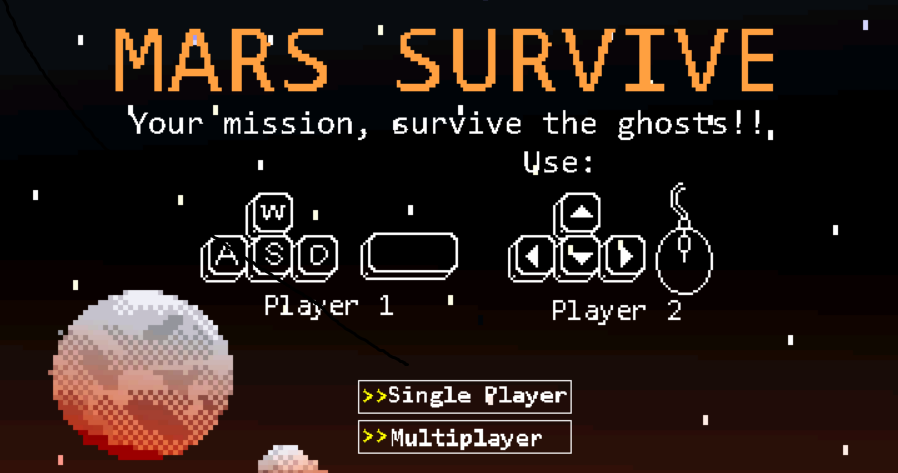 MARS SURVIVE
Your mission, survive the ghosts!!
Use:
W
A S D
Player 1
Player 2
>>Single Player
>>Multiplayer